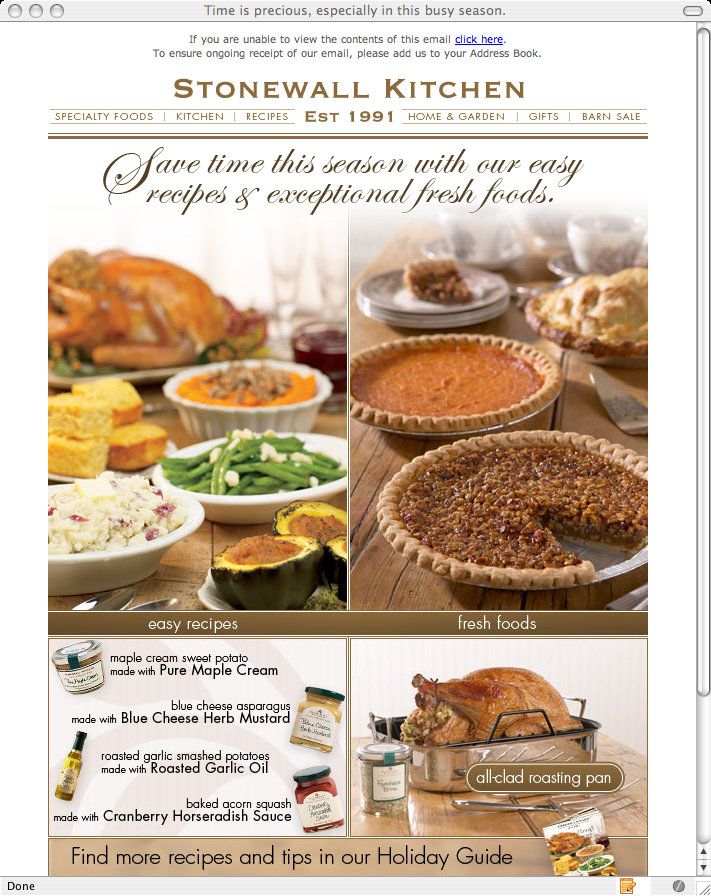 Time is precious, especially in this busy season.
If you are unable to view the contents of this email click here.
To ensure ongoing receipt of our email, please add us to your Address Book.
STONEWALL KITCHEN
SPECIALTY FOODS | KITCHEN | RECIPES EST 1991 HOME & GARDEN | GIFTS | BARN SALE
Save time this season with our easy
recipes & exceptional fresh foods.
easy recipes
fresh foods
maple cream sweet potato
made with Pure Maple Cream
blue cheese asparagus
made with Blue Cheese Herb Mustard
Blue Cheese
Herb Mustard
roasted garlic smashed potatoes
made with Roasted Garlic Oil
baked acorn squash
made with Cranberry Horseradish Sauce
all-clad roasting pan
Find more recipes and tips in our Holiday Guide
Done